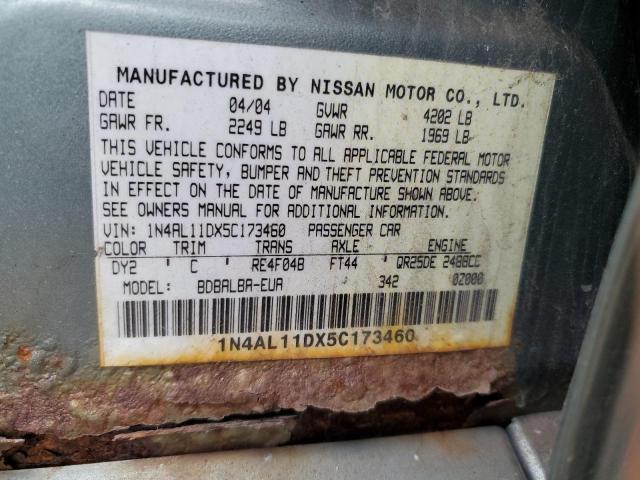 MANUFACTURED BY NISSAN MOTOR CO., LTD.
DATE 04/04 GVWR 4202 LB
GAWR FR. 2249 LB GAWR RR. 1969 LB
THIS VEHICLE CONFORMS TO ALL APPLICABLE FEDERAL MOTOR
VEHICLE SAFETY, BUMPER AND THEFT PREVENTION STANDARDS
IN EFFECT ON THE DATE OF MANUFACTURE SHOWN ABOVE.
SEE OWNERS MANUAL FOR ADDITIONAL INFORMATION.
VIN: 1N4AL11DX5C173460 PASSENGER CAR
COLOR TRIM TRANS AXLE ENGINE
DY2 C RE4F04B FT44 QR25DE 2488CC
MODEL: BDBALBA-EUA 342 0Z000
1N4AL11DX5C173460